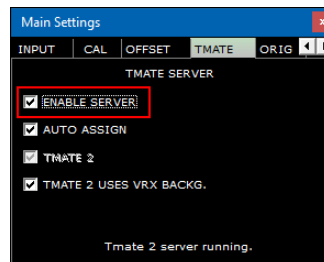 Main Settings
INPUT CAL OFFSET TMATE ORIG
TMATE SERVER
ENABLE SERVER
AUTO ASSIGN
TMATE 2
TMATE 2 USES VRX BACKG.
Tmate 2 server running.